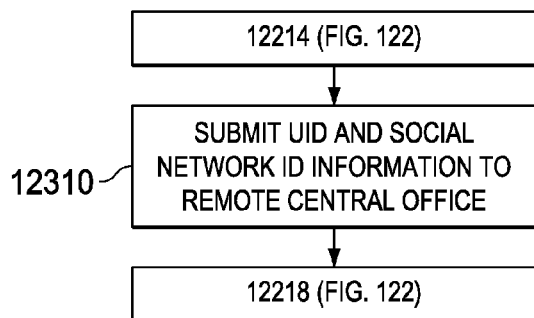 12214 (FIG. 122)
12310
SUBMIT UID AND SOCIAL
NETWORK ID INFORMATION TO
REMOTE CENTRAL OFFICE
12218 (FIG. 122)